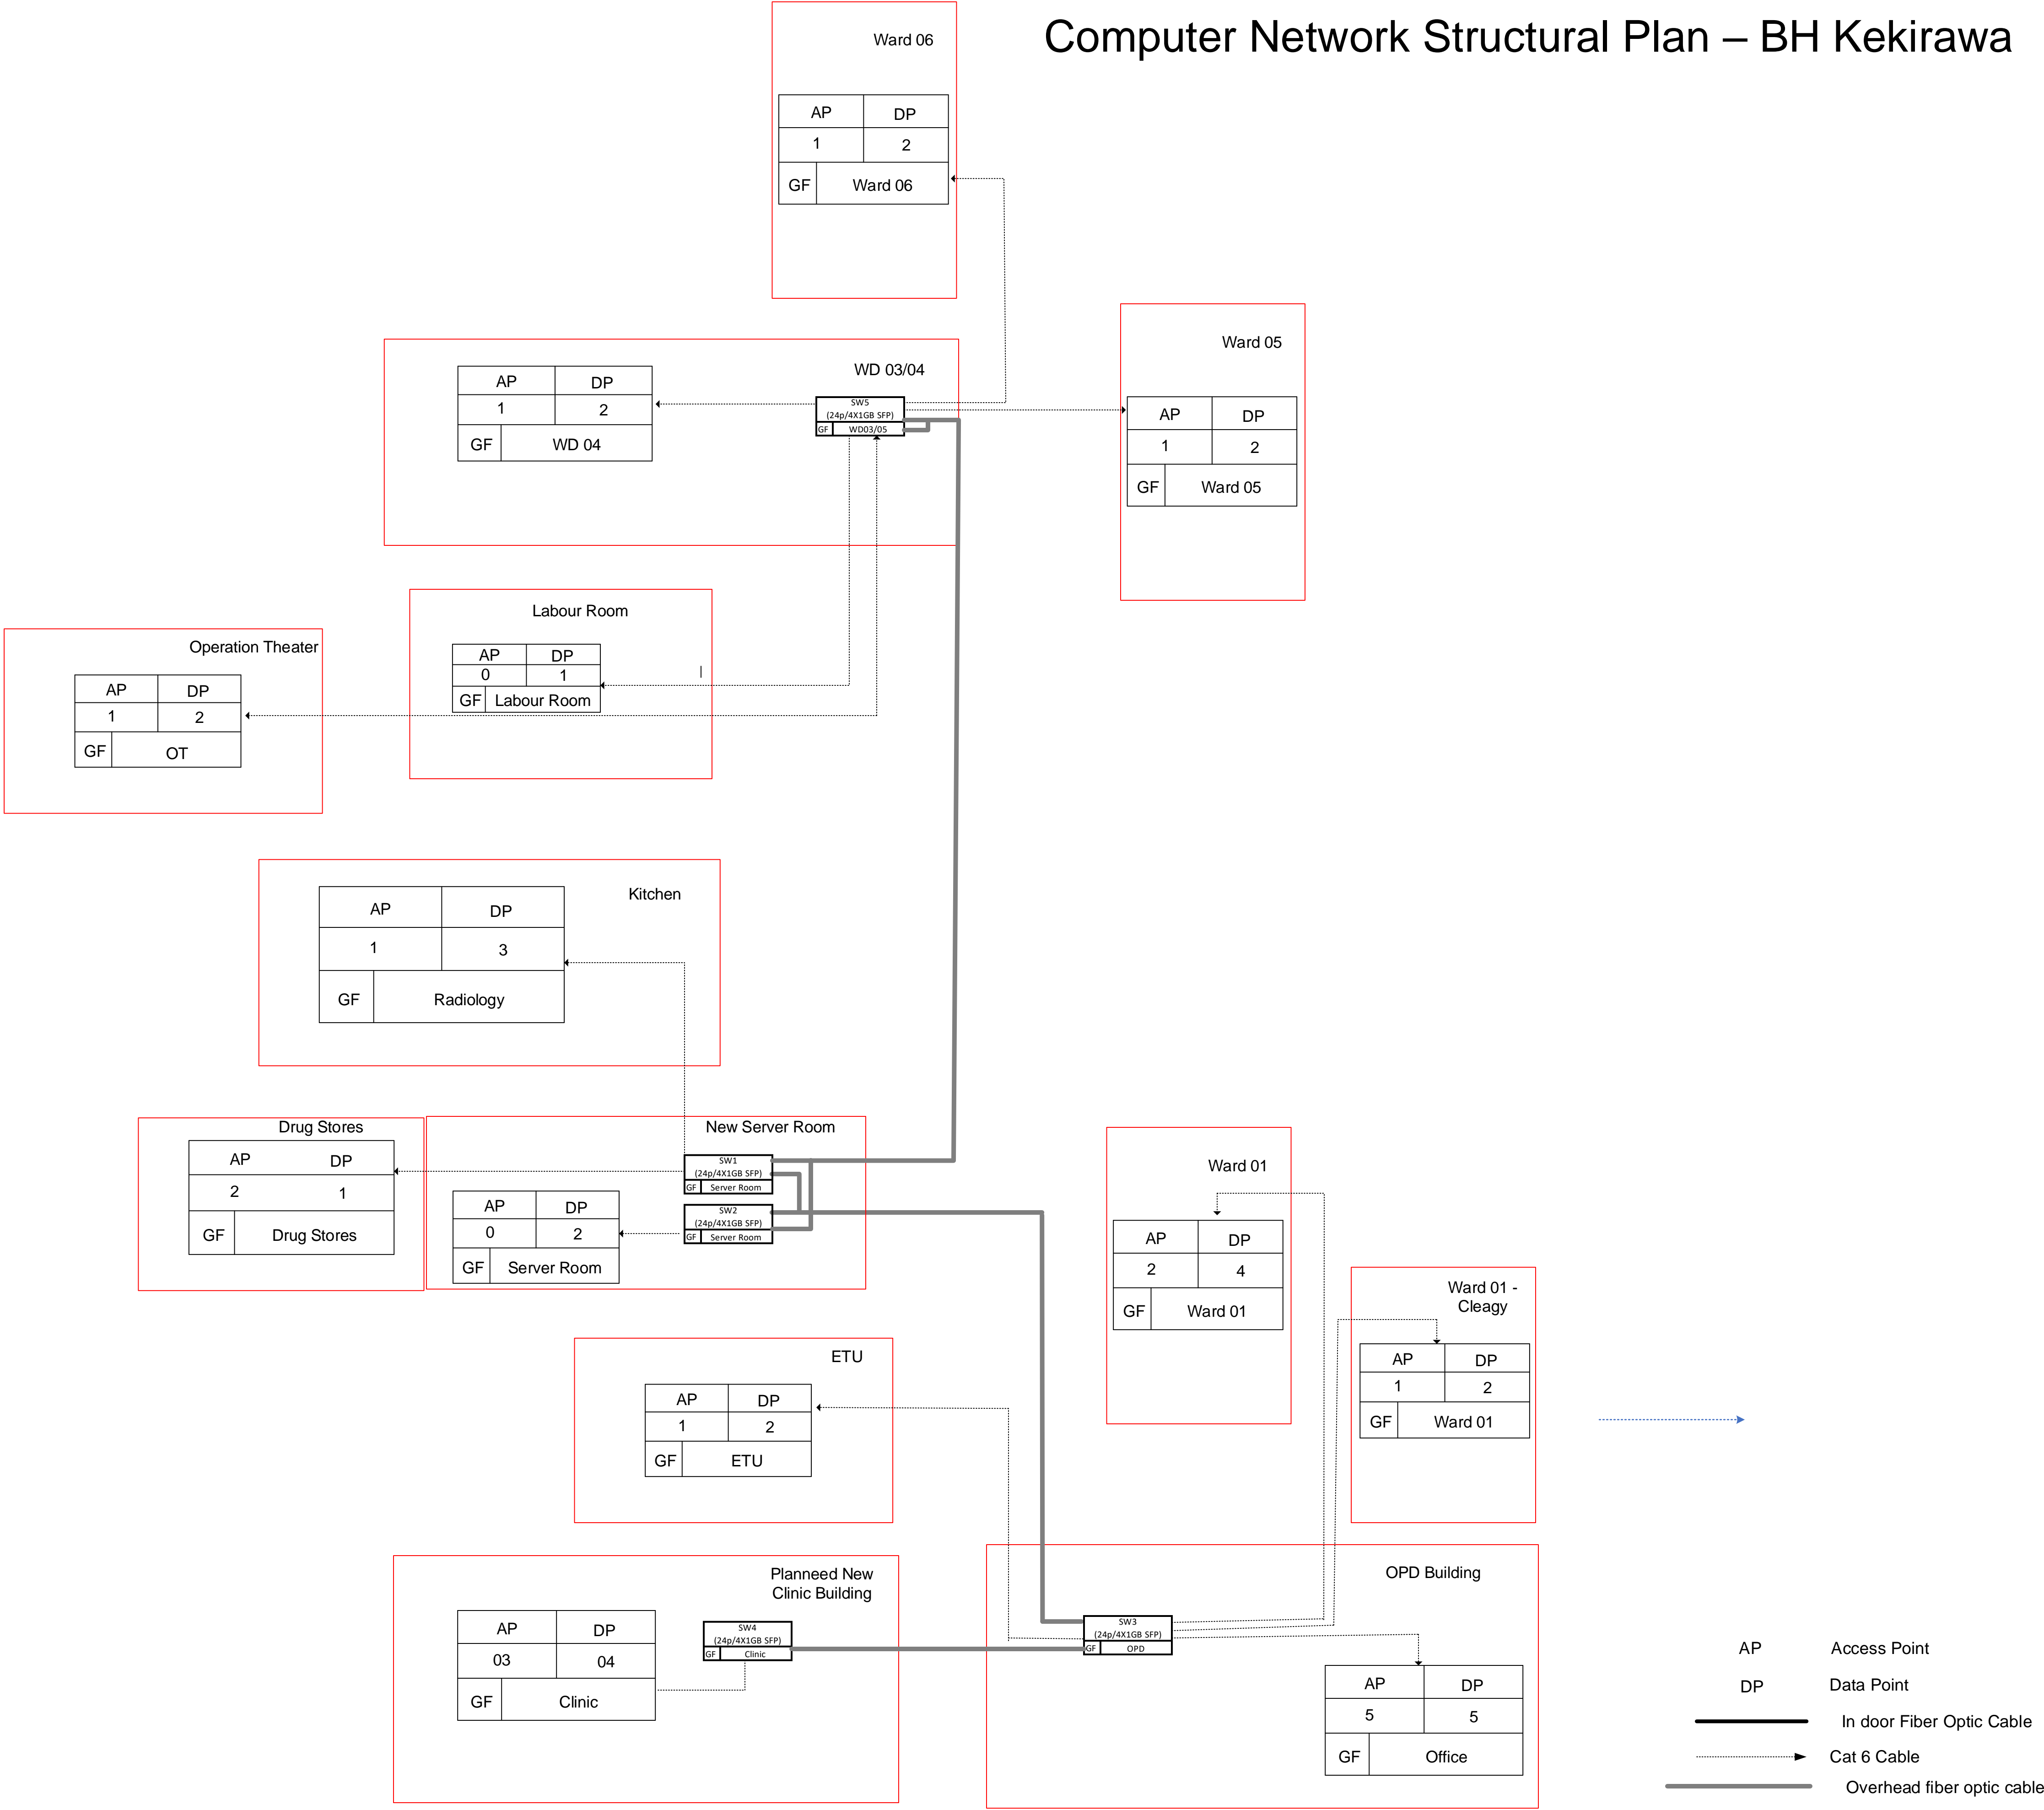 Computer Network Structural Plan – BH Kekirawa
Ward 06
AP DP
1 2
GF Ward 06
Ward 05
AP DP
1 2
GF Ward 05
WD 03/04
AP DP
1 2
GF WD 04
SW5
(24p/4X1GB SFP)
GF WD03/05
Labour Room
AP DP
0 1
GF Labour Room
Operation Theater
AP DP
1 2
GF OT
Kitchen
AP DP
1 3
GF Radiology
Drug Stores
AP DP
2 1
GF Drug Stores
New Server Room
SW1
(24p/4X1GB SFP)
GF Server Room
SW2
(24p/4X1GB SFP)
GF Server Room
AP DP
0 2
GF Server Room
Ward 01
AP DP
2 4
GF Ward 01
Ward 01 -
Cleagy
AP DP
1 2
GF Ward 01
ETU
AP DP
1 2
GF ETU
Planneed New
Clinic Building
AP DP
03 04
GF Clinic
SW4
(24p/4X1GB SFP)
GF Clinic
OPD Building
SW3
(24p/4X1GB SFP)
GF OPD
AP DP
5 5
GF Office
AP Access Point
DP Data Point
In door Fiber Optic Cable
Cat 6 Cable
Overhead fiber optic cable